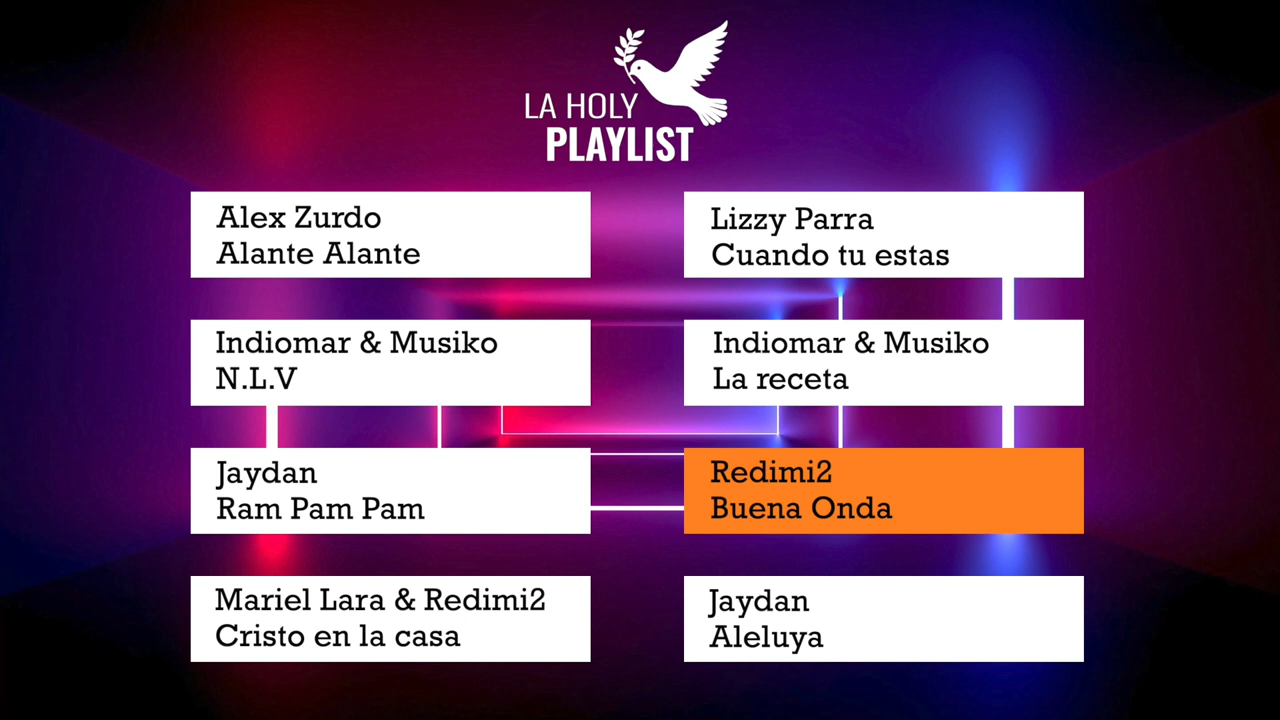 LA HOLY
PLAYLIST
Alex Zurdo
Alante Alante
Indiomar & Musiko
N.L.V
Jaydan
Ram Pam Pam
Mariel Lara & Redimi2
Cristo en la casa
Lizzy Parra
Cuando tu estas
Indiomar & Musiko
La receta
Redimi2
Buena Onda
Jaydan
Aleluya